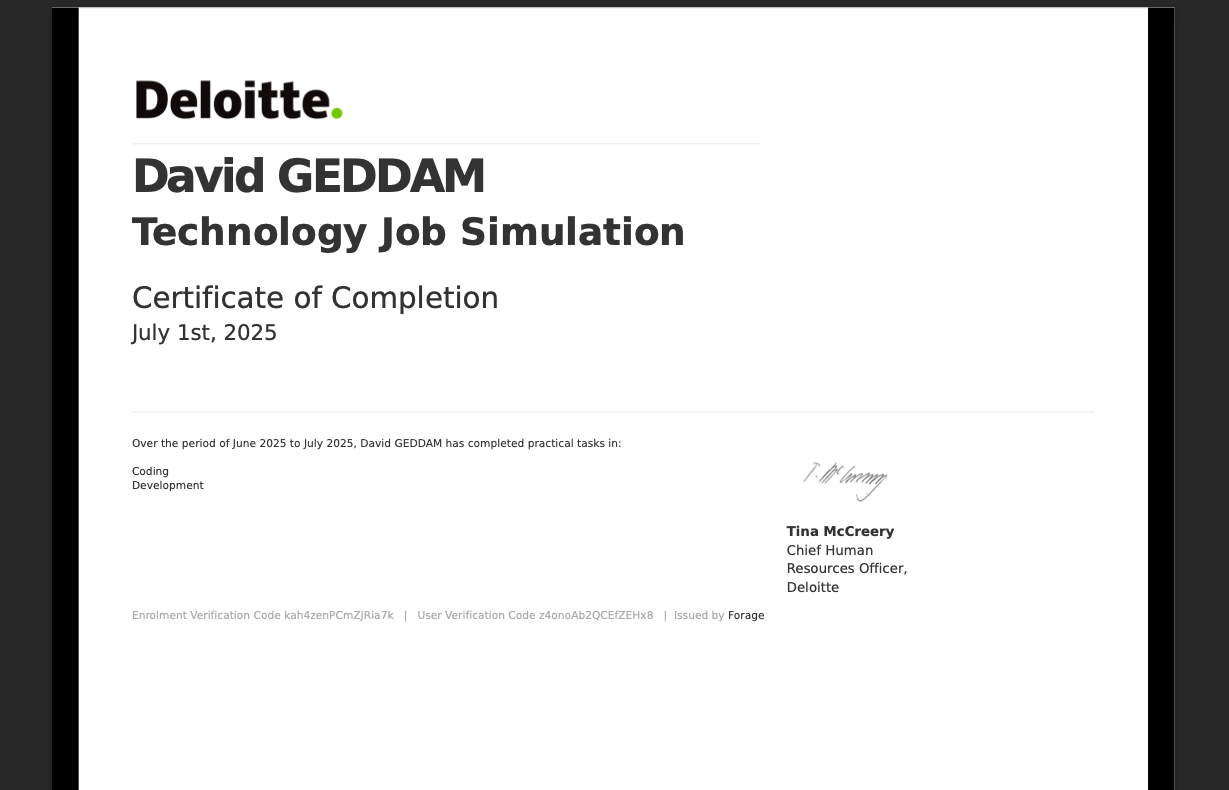 Deloitte.
David GEDDAM
Technology Job Simulation
Certificate of Completion
July 1st, 2025
Over the period of June 2025 to July 2025, David GEDDAM has completed practical tasks in:
Coding
Development
T. McCreery
Tina McCreery
Chief Human
Resources Officer,
Deloitte
Enrolment Verification Code kah4zenPCmZJRia7k | User Verification Code z4onoAb2QCEfZEHx8 | Issued by Forage